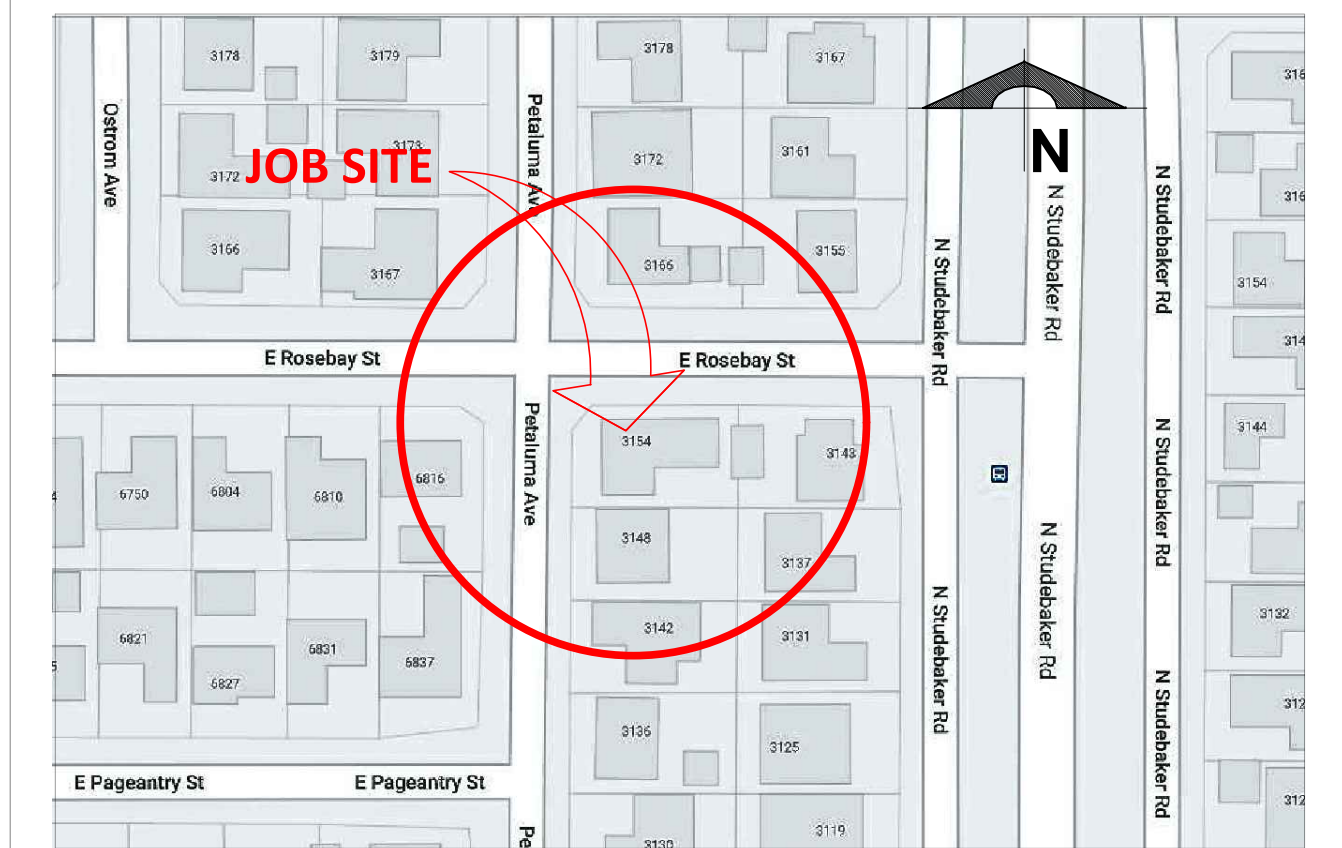 3178
3179
3178
3167
Ostrom Ave
Petaluma Ave
3173
3172
JOB SITE
3172
3161
N
N Studebaker Rd
N Studebaker Rd
3166
3167
3166
3155
N Studebaker Rd
3154
E Rosebay St
E Rosebay St
Petaluma Ave
3154
3143
3144
N Studebaker Rd
6750
6804
6810
6816
3148
3137
N Studebaker Rd
N Studebaker Rd
3132
6821
6827
6831
6837
3142
3131
3136
3125
N Studebaker Rd
E Pageantry St
E Pageantry St
3130
3119